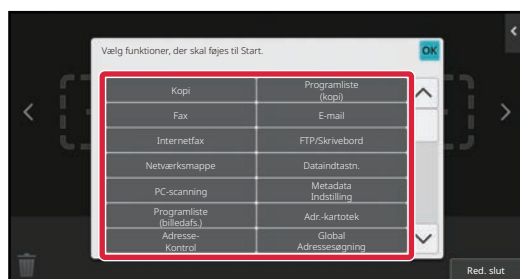 Vælg funktioner, der skal føjes til Start.
OK
Kopi
Programliste
(kopi)
Fax
E-mail
Internetfax
FTP/Skrivebord
Netværksmappe
Dataindtastn.
PC-scanning
Metadata
Indstilling
Programliste
(billedafs.)
Adr.-kartotek
Adresse-
Kontrol
Global
Adressesøgning
Red. slut